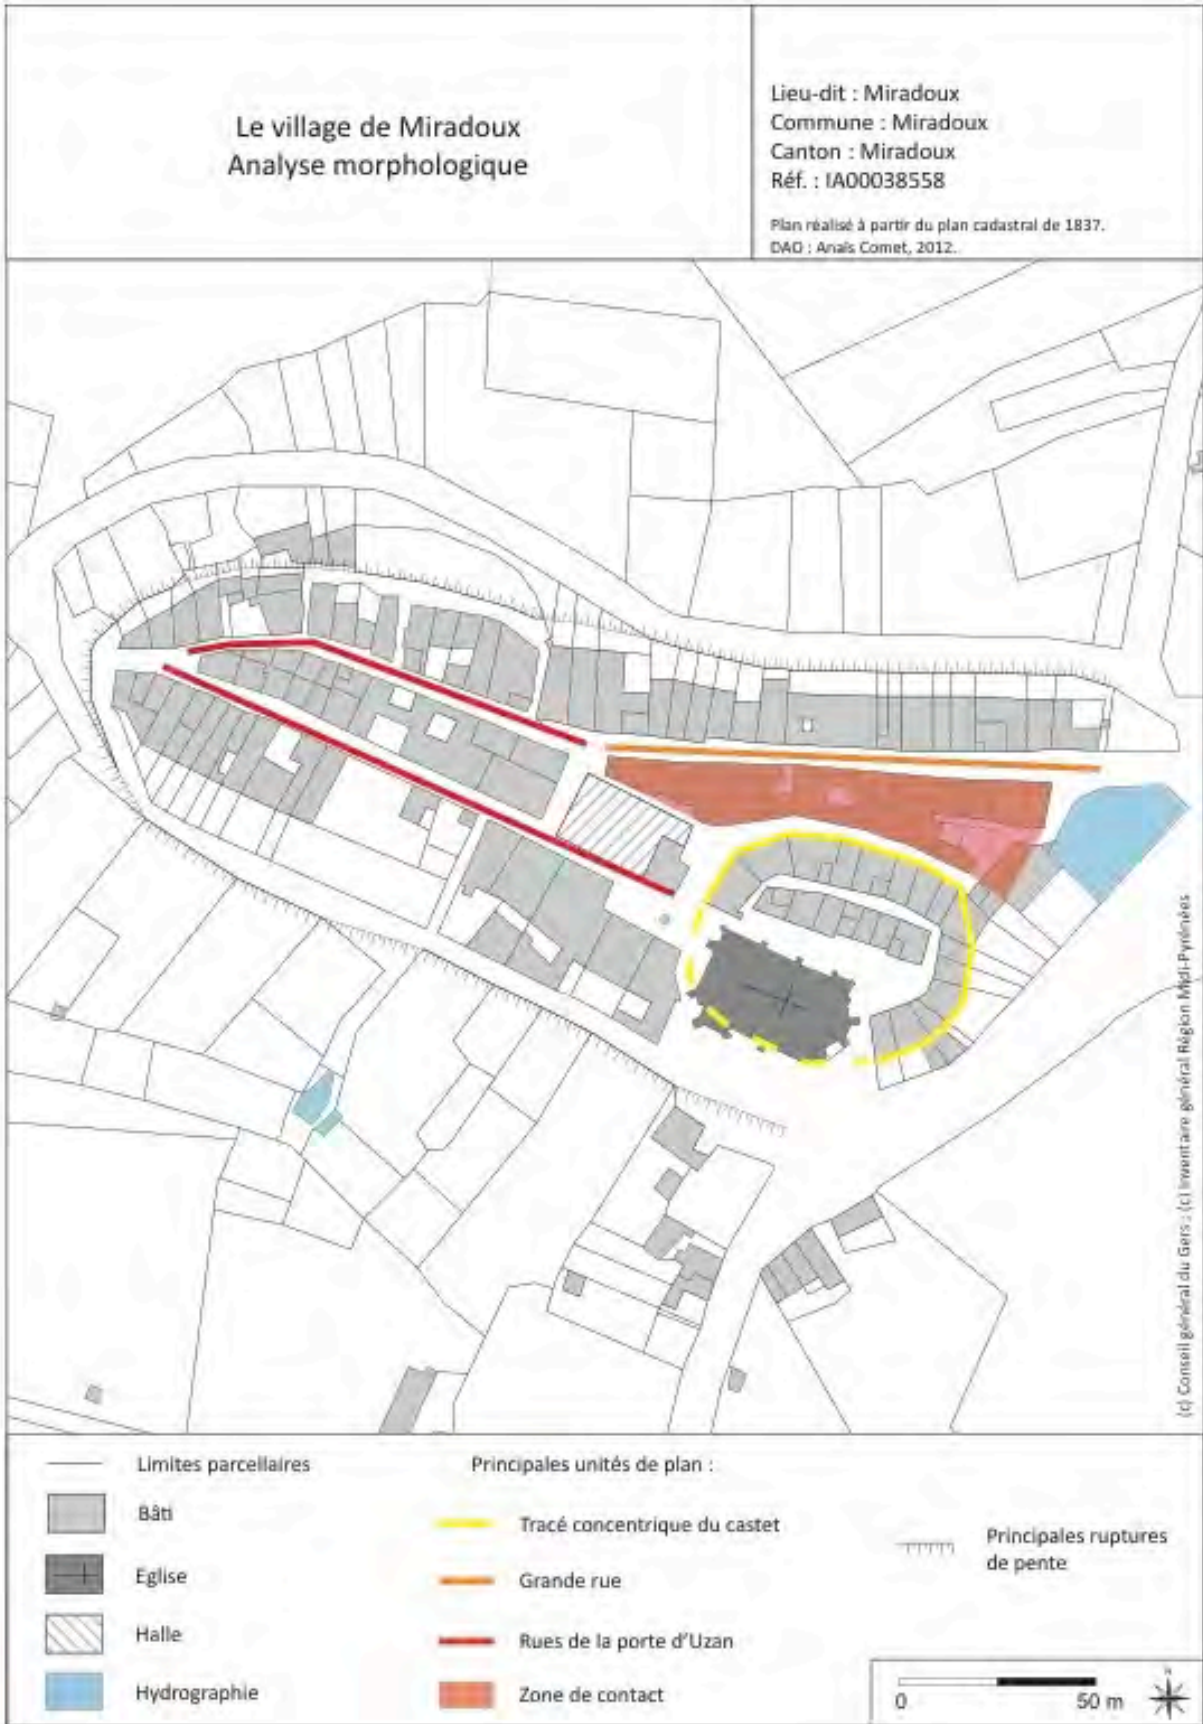 Le village de Miradoux
Analyse morphologique
Lieu-dit : Miradoux
Commune : Miradoux
Canton : Miradoux
Réf. : IA00038558
Plan réalisé à partir du plan cadastral de 1837.
DAO : Anaïs Comet, 2012.
(c) Conseil général du Gers ; (c) Inventaire général Région Midi-Pyrénées
Limites parcellaires
Bâti
Eglise
Halle
Hydrographie
Principales unités de plan :
Tracé concentrique du castet
Grande rue
Rues de la porte d'Uzan
Zone de contact
Principales ruptures
de pente
0 50 m